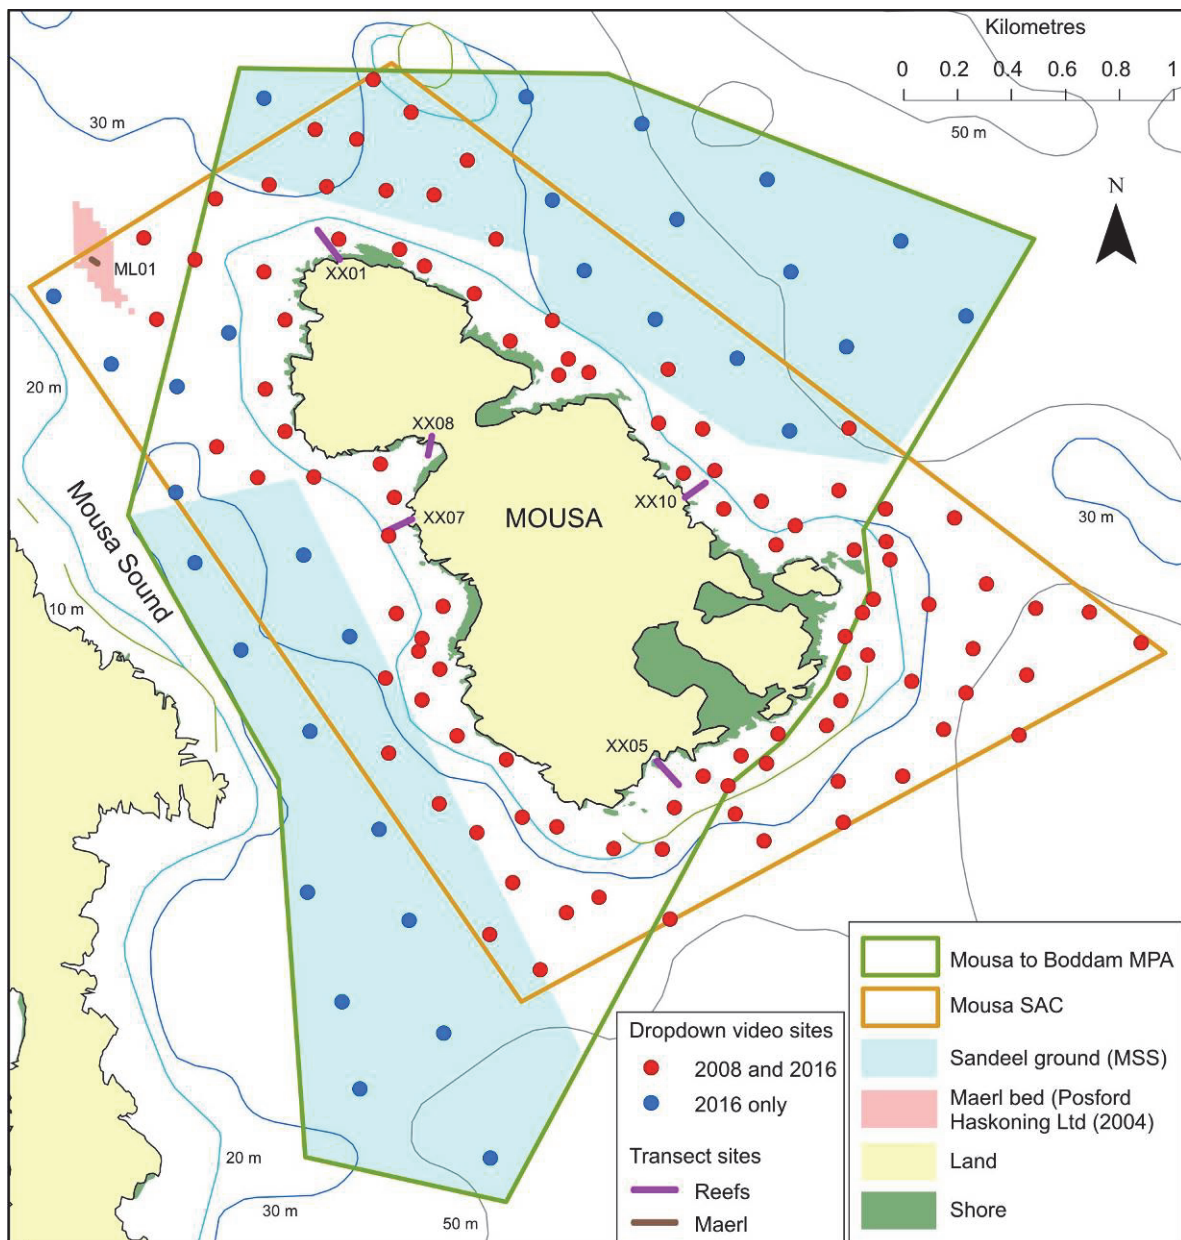 Kilometres
0 0.2 0.4 0.6 0.8 1
30 m
50 m
N
ML01
XX01
20 m
XX08
30 m
XX10
XX07
MOUSA
Mousa Sound
10 m
XX05
20 m
30 m
50 m
Dropdown video sites
2008 and 2016
2016 only
Transect sites
Reefs
Maerl
Mousa to Boddam MPA
Mousa SAC
Sandeel ground (MSS)
Maerl bed (Posford
Haskoning Ltd (2004)
Land
Shore